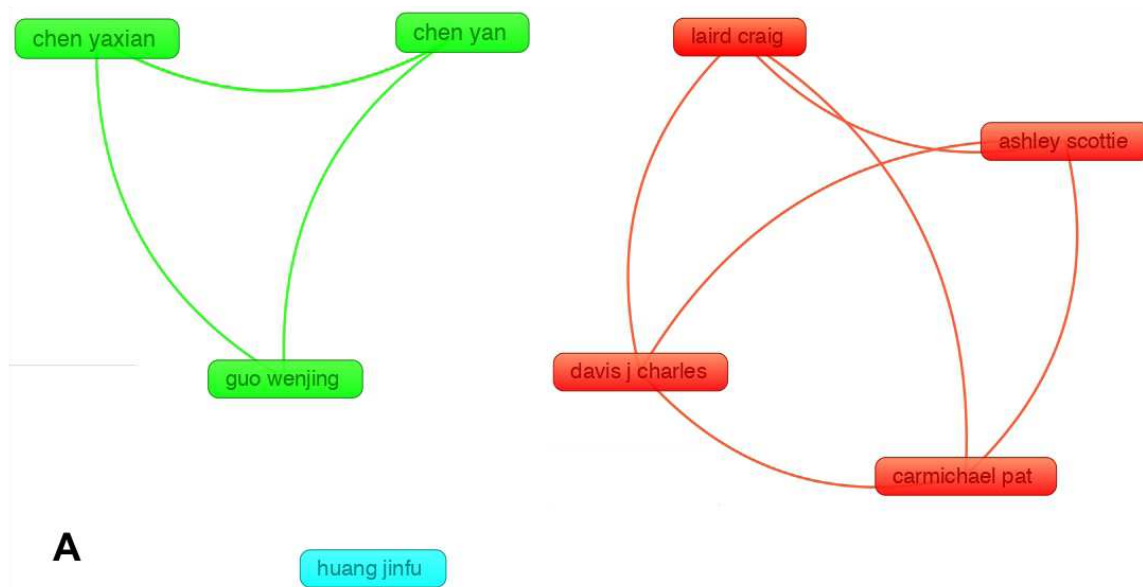 chen yaxian
chen yan
laird craig
ashley scottie
guo wenjing
davis j charles
carmichael pat
A
huang jinfu